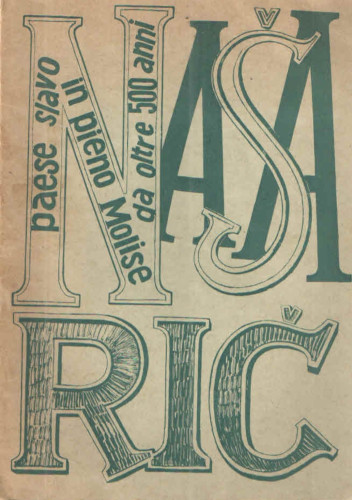 NAŠA
paese slavo
in pieno Molise
da oltre 500 anni
RIČ